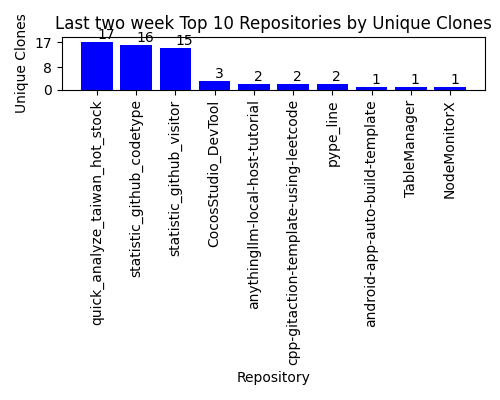 Last two week Top 10 Repositories by Unique Clones
Unique Clones
17
8
0
17
16
15
3
2
2
2
1
1
1
quick_analyze_taiwan_hot_stock
statistic_github_codetype
statistic_github_visitor
CocosStudio_DevTool
anythingllm-local-host-tutorial
cpp-gitaction-template-using-leetcode
pype_line
android-app-auto-build-template
TableManager
NodeMonitorX
Repository